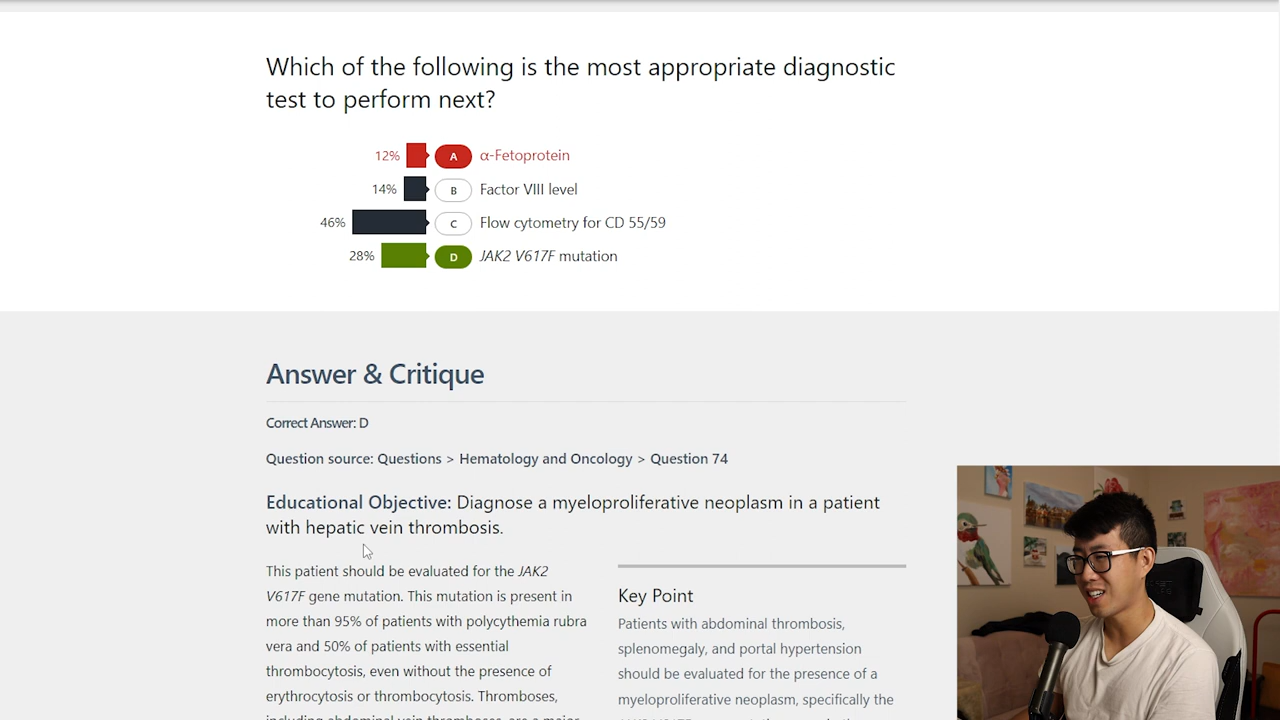 Which of the following is the most appropriate diagnostic
test to perform next?
12% A α-Fetoprotein
14% B Factor VIII level
46% C Flow cytometry for CD 55/59
28% D JAK2 V617F mutation
Answer & Critique
Correct Answer: D
Question source: Questions > Hematology and Oncology > Question 74
Educational Objective: Diagnose a myeloproliferative neoplasm in a patient
with hepatic vein thrombosis.
This patient should be evaluated for the JAK2
V617F gene mutation. This mutation is present in
more than 95% of patients with polycythemia rubra
vera and 50% of patients with essential
thrombocytosis, even without the presence of
erythrocytosis or thrombocytosis. Thromboses,
including abdominal vein thromboses, are a major
Key Point
Patients with abdominal thrombosis,
splenomegaly, and portal hypertension
should be evaluated for the presence of a
myeloproliferative neoplasm, specifically the